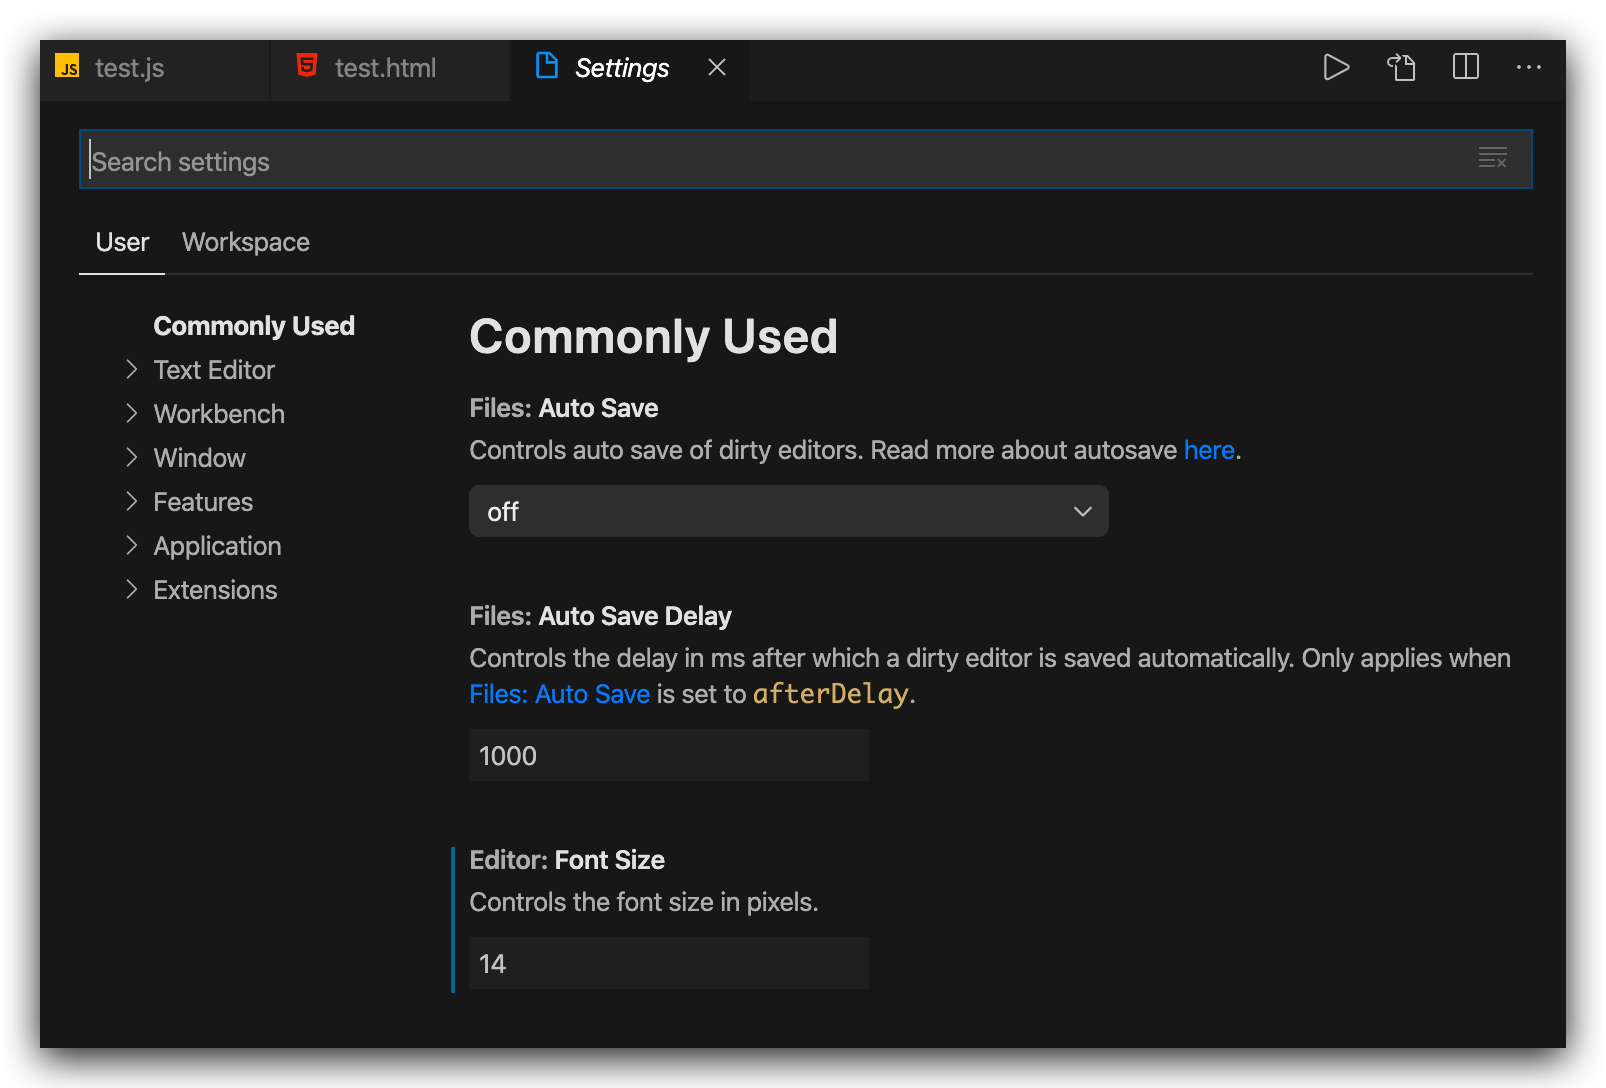 JS test.js
5 test.html
Settings
Search settings
User Workspace
Commonly Used
Text Editor
Workbench
Window
Features
Application
Extensions
Commonly Used
Files: Auto Save
Controls auto save of dirty editors. Read more about autosave here.
off
Files: Auto Save Delay
Controls the delay in ms after which a dirty editor is saved automatically. Only applies when
Files: Auto Save is set to afterDelay.
1000
Editor: Font Size
Controls the font size in pixels.
14